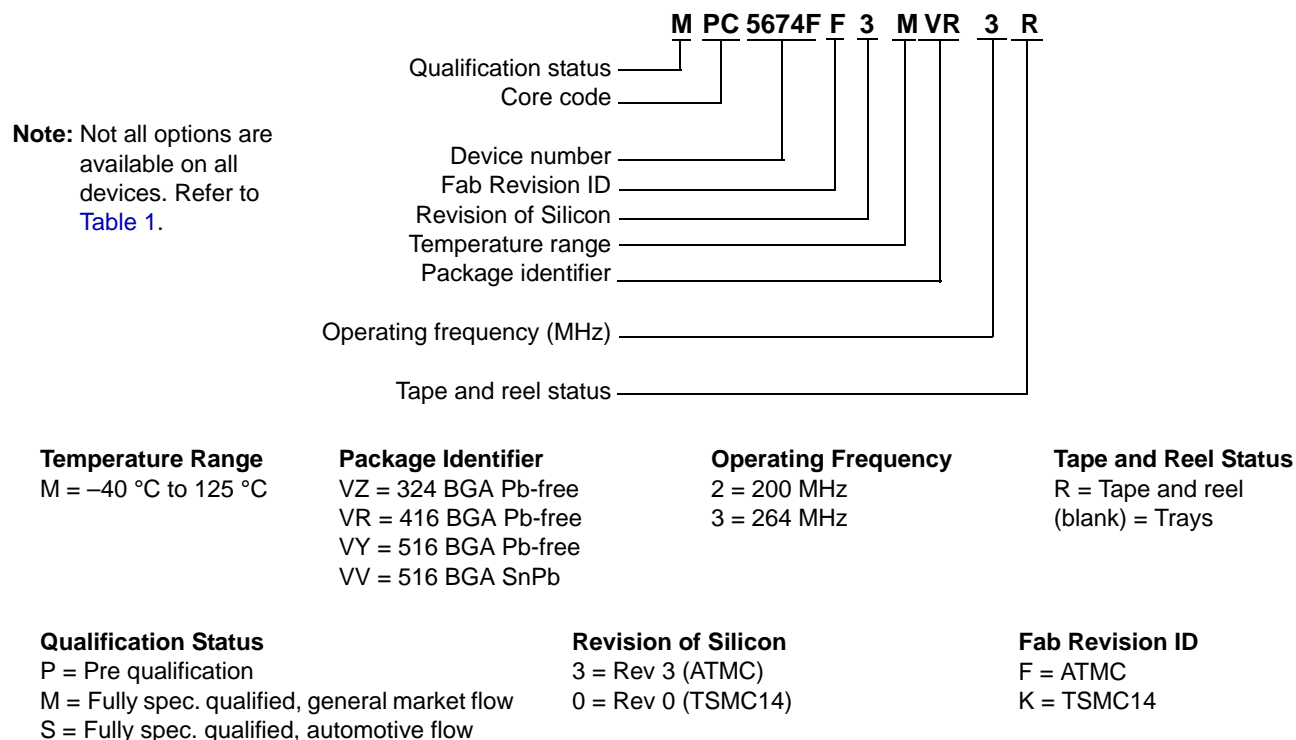 M PC 5674F F 3 M VR 3 R
Qualification status
Core code
Note: Not all options are
available on all
devices. Refer to
Table 1.
Device number
Fab Revision ID
Revision of Silicon
Temperature range
Package identifier
Operating frequency (MHz)
Tape and reel status
Temperature Range
M = –40 °C to 125 °C
Package Identifier
VZ = 324 BGA Pb-free
VR = 416 BGA Pb-free
VY = 516 BGA Pb-free
VV = 516 BGA SnPb
Operating Frequency
2 = 200 MHz
3 = 264 MHz
Tape and Reel Status
R = Tape and reel
(blank) = Trays
Qualification Status
P = Pre qualification
M = Fully spec. qualified, general market flow
S = Fully spec. qualified, automotive flow
Revision of Silicon
3 = Rev 3 (ATMC)
0 = Rev 0 (TSMC14)
Fab Revision ID
F = ATMC
K = TSMC14